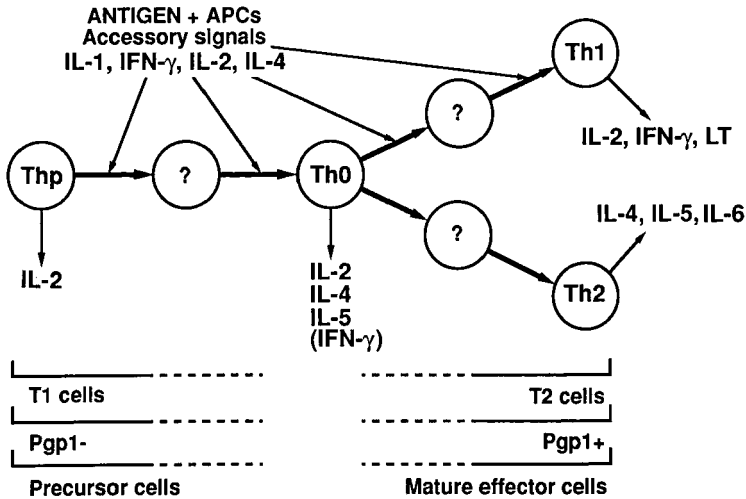 ANTIGEN + APCs
Accessory signals
IL-1, IFN-γ, IL-2, IL-4
Th1
?
IL-2, IFN-γ, LT
Thp
?
Th0
?
IL-4, IL-5, IL-6
Th2
IL-2
IL-2
IL-4
IL-5
(IFN-γ)
T1 cells
T2 cells
Pgp1-
Pgp1+
Precursor cells
Mature effector cells